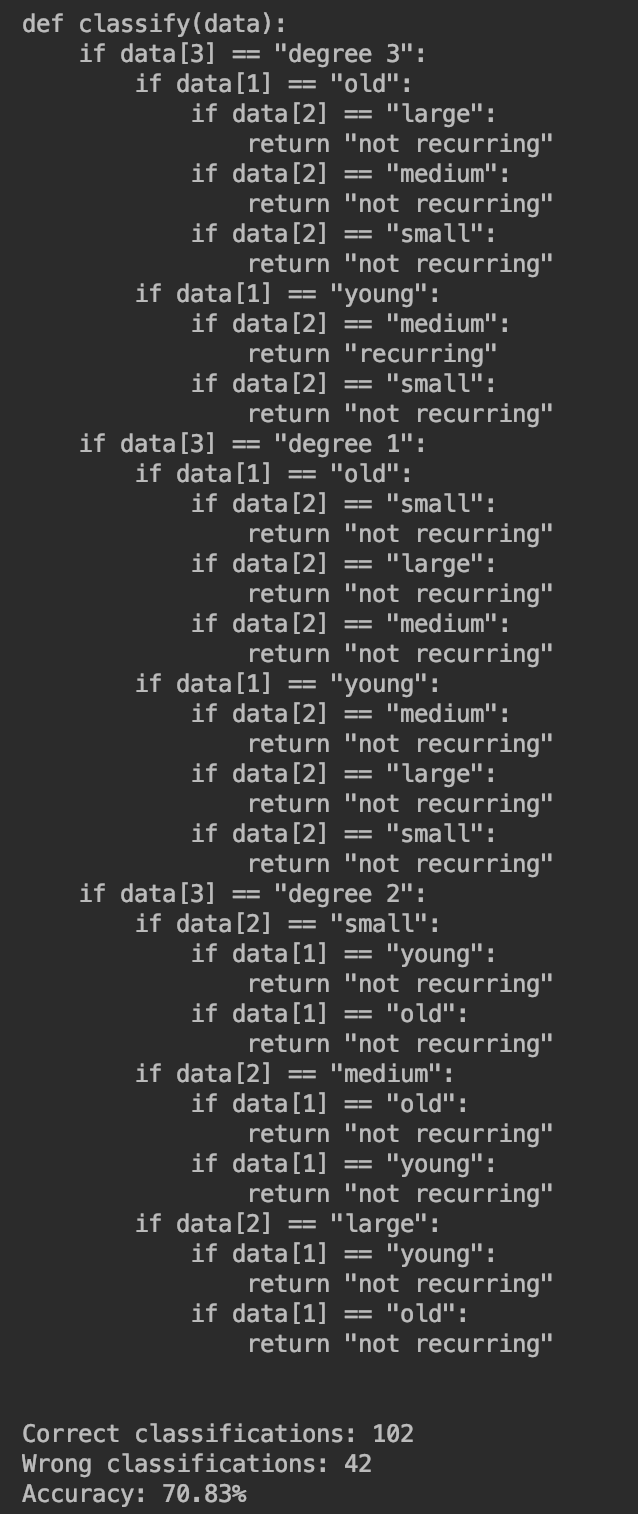 def classify(data):
    if data[3] == "degree 3":
        if data[1] == "old":
            if data[2] == "large":
                return "not recurring"
            if data[2] == "medium":
                return "not recurring"
            if data[2] == "small":
                return "not recurring"
        if data[1] == "young":
            if data[2] == "medium":
                return "recurring"
            if data[2] == "small":
                return "not recurring"
    if data[3] == "degree 1":
        if data[1] == "old":
            if data[2] == "small":
                return "not recurring"
            if data[2] == "large":
                return "not recurring"
            if data[2] == "medium":
                return "not recurring"
        if data[1] == "young":
            if data[2] == "medium":
                return "not recurring"
            if data[2] == "large":
                return "not recurring"
            if data[2] == "small":
                return "not recurring"
    if data[3] == "degree 2":
        if data[2] == "small":
            if data[1] == "young":
                return "not recurring"
            if data[1] == "old":
                return "not recurring"
        if data[2] == "medium":
            if data[1] == "old":
                return "not recurring"
            if data[1] == "young":
                return "not recurring"
        if data[2] == "large":
            if data[1] == "young":
                return "not recurring"
            if data[1] == "old":
                return "not recurring"
Correct classifications: 102
Wrong classifications: 42
Accuracy: 70.83%